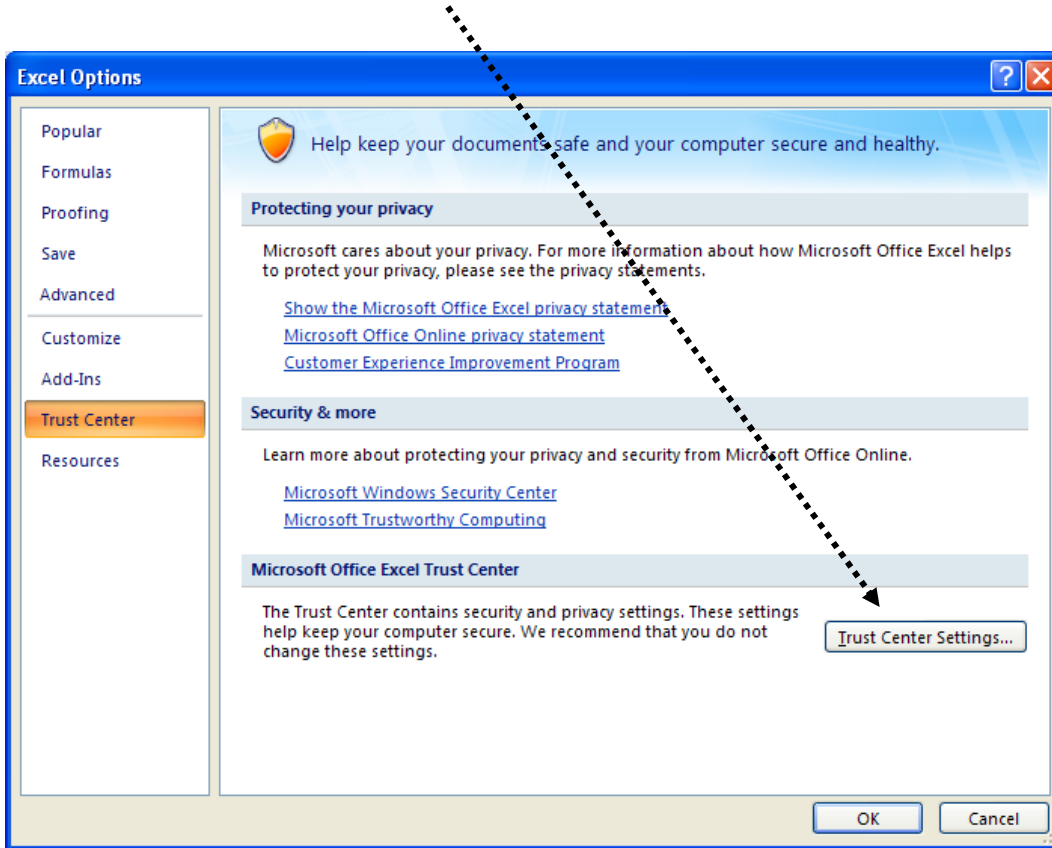 Excel Options
Popular
Formulas
Proofing
Save
Advanced
Customize
Add-Ins
Trust Center
Resources
Help keep your documents safe and your computer secure and healthy.
Protecting your privacy
Microsoft cares about your privacy. For more information about how Microsoft Office Excel helps
to protect your privacy, please see the privacy statements.
Show the Microsoft Office Excel privacy statement
Microsoft Office Online privacy statement
Customer Experience Improvement Program
Security & more
Learn more about protecting your privacy and security from Microsoft Office Online.
Microsoft Windows Security Center
Microsoft Trustworthy Computing
Microsoft Office Excel Trust Center
The Trust Center contains security and privacy settings. These settings
help keep your computer secure. We recommend that you do not
change these settings.
Trust Center Settings...
OK
Cancel